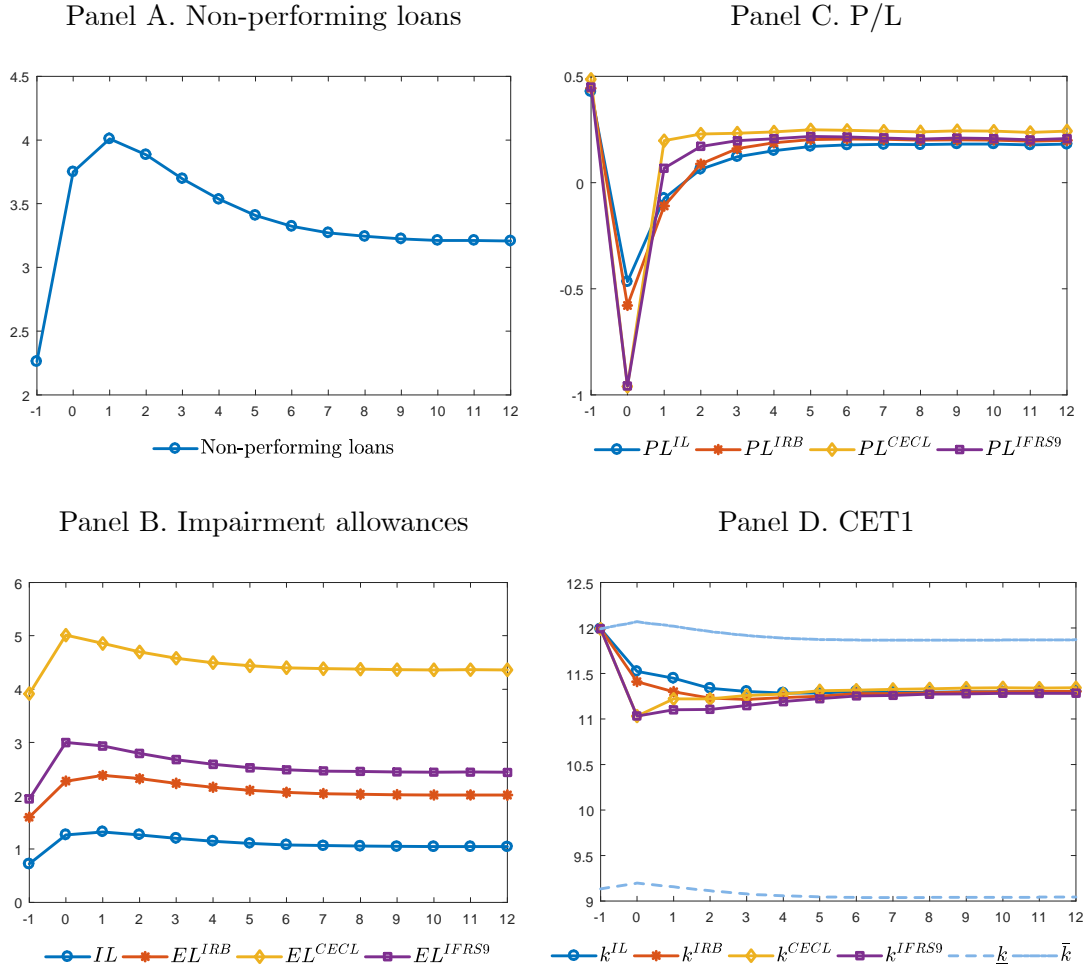 Panel A. Non-performing loans
4.5
4
3.5
3
2.5
2
-1 0 1 2 3 4 5 6 7 8 9 10 11 12
Non-performing loans
Panel C. P/L
0.5
0
-0.5
-1
-1 0 1 2 3 4 5 6 7 8 9 10 11 12
PL^{IL} PL^{IRB} PL^{CECL} PL^{IFRS9}
Panel B. Impairment allowances
6
5
4
3
2
1
0
-1 0 1 2 3 4 5 6 7 8 9 10 11 12
IL EL^{IRB} EL^{CECL} EL^{IFRS9}
Panel D. CET1
12.5
12
11.5
11
10.5
10
9.5
9
-1 0 1 2 3 4 5 6 7 8 9 10 11 12
k^{IL} k^{IRB} k^{CECL} k^{IFRS9} \underline{k} \bar{k}